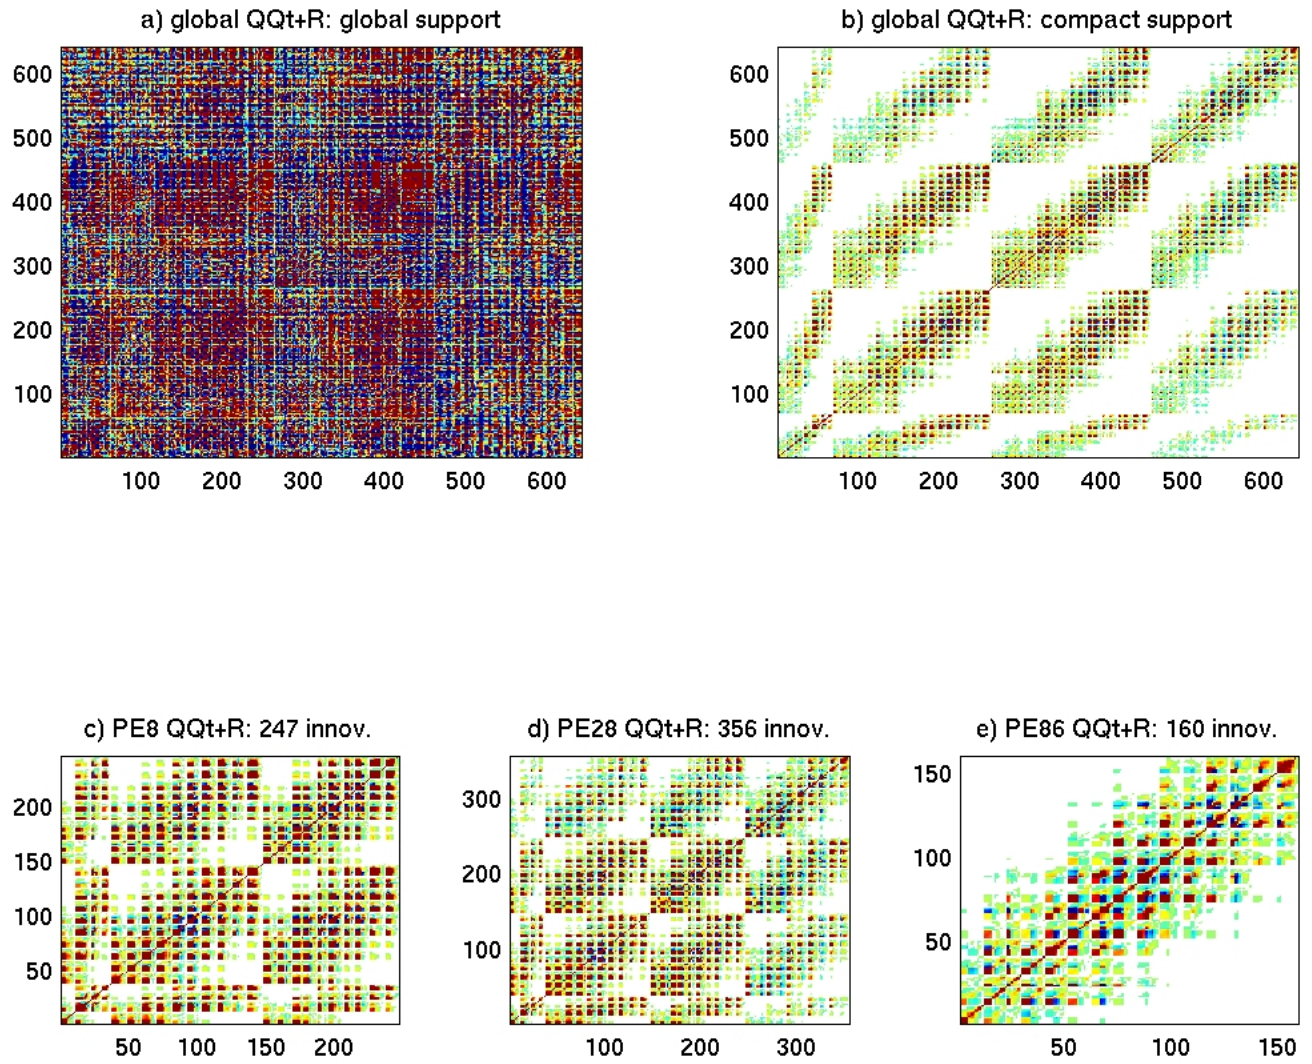 a) global QQt+R: global support
b) global QQt+R: compact support
600
500
400
300
200
100
100 200 300 400 500 600
600
500
400
300
200
100
100 200 300 400 500 600
c) PE8 QQt+R: 247 innov.
d) PE28 QQt+R: 356 innov.
e) PE86 QQt+R: 160 innov.
200
150
100
50
50 100 150 200
300
200
100
100 200 300
150
100
50
50 100 150